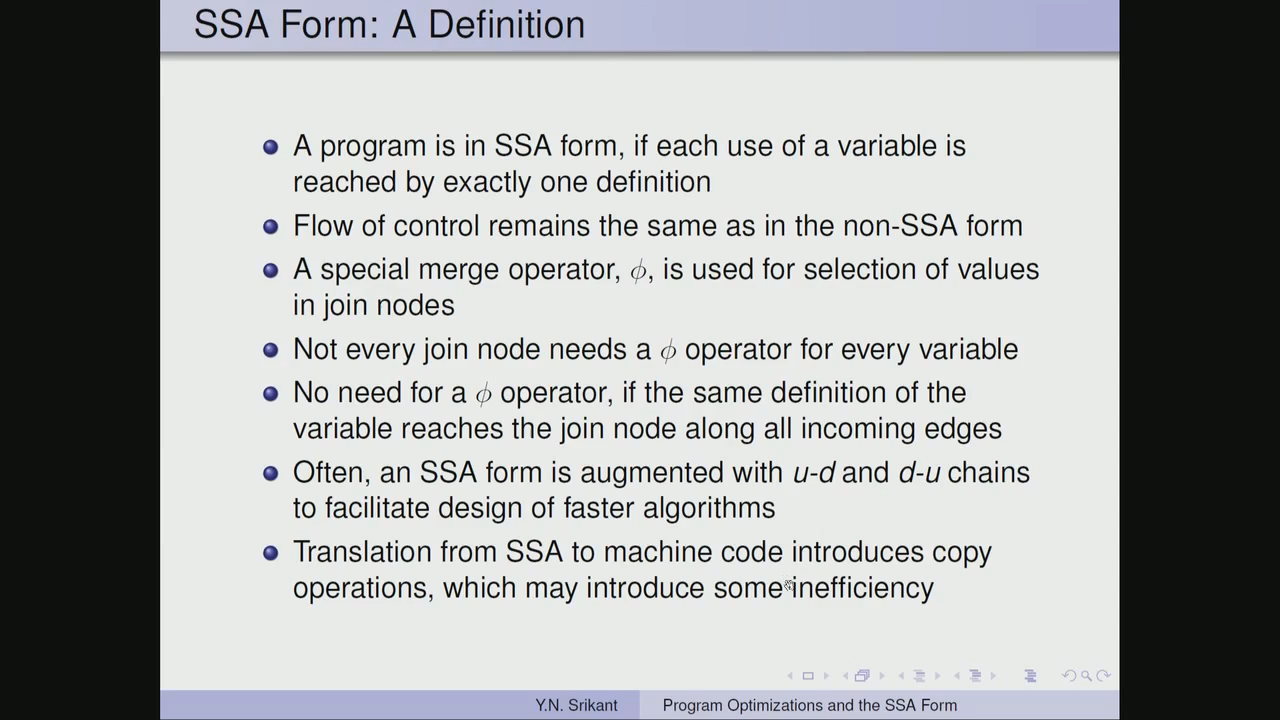 SSA Form: A Definition
A program is in SSA form, if each use of a variable is
reached by exactly one definition
Flow of control remains the same as in the non-SSA form
A special merge operator, ϕ, is used for selection of values
in join nodes
Not every join node needs a ϕ operator for every variable
No need for a ϕ operator, if the same definition of the
variable reaches the join node along all incoming edges
Often, an SSA form is augmented with u-d and d-u chains
to facilitate design of faster algorithms
Translation from SSA to machine code introduces copy
operations, which may introduce some inefficiency
Y.N. Srikant Program Optimizations and the SSA Form